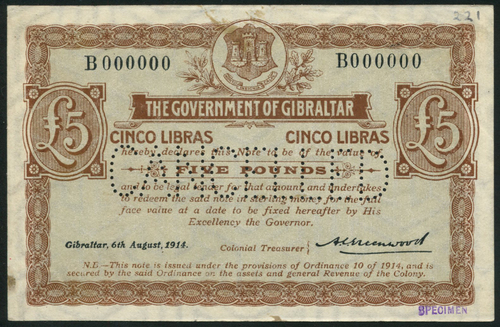 221
B000000 B000000
THE GOVERNMENT OF GIBRALTAR
£5 CINCO LIBRAS CINCO LIBRAS £5
hereby declares this Note to be of the value of
FIVE POUNDS
CANCELLED
and to be legal tender for that amount and undertakes
to redeem the said note in sterling money for the full
face value at a date to be fixed hereafter by His
Excellency the Governor.
Gibraltar, 6th August, 1914. Colonial Treasurer A.C. Greenwood
N.B.—This note is issued under the provisions of Ordinance 10 of 1914, and is
secured by the said Ordinance on the assets and general Revenue of the Colony.
SPECIMEN